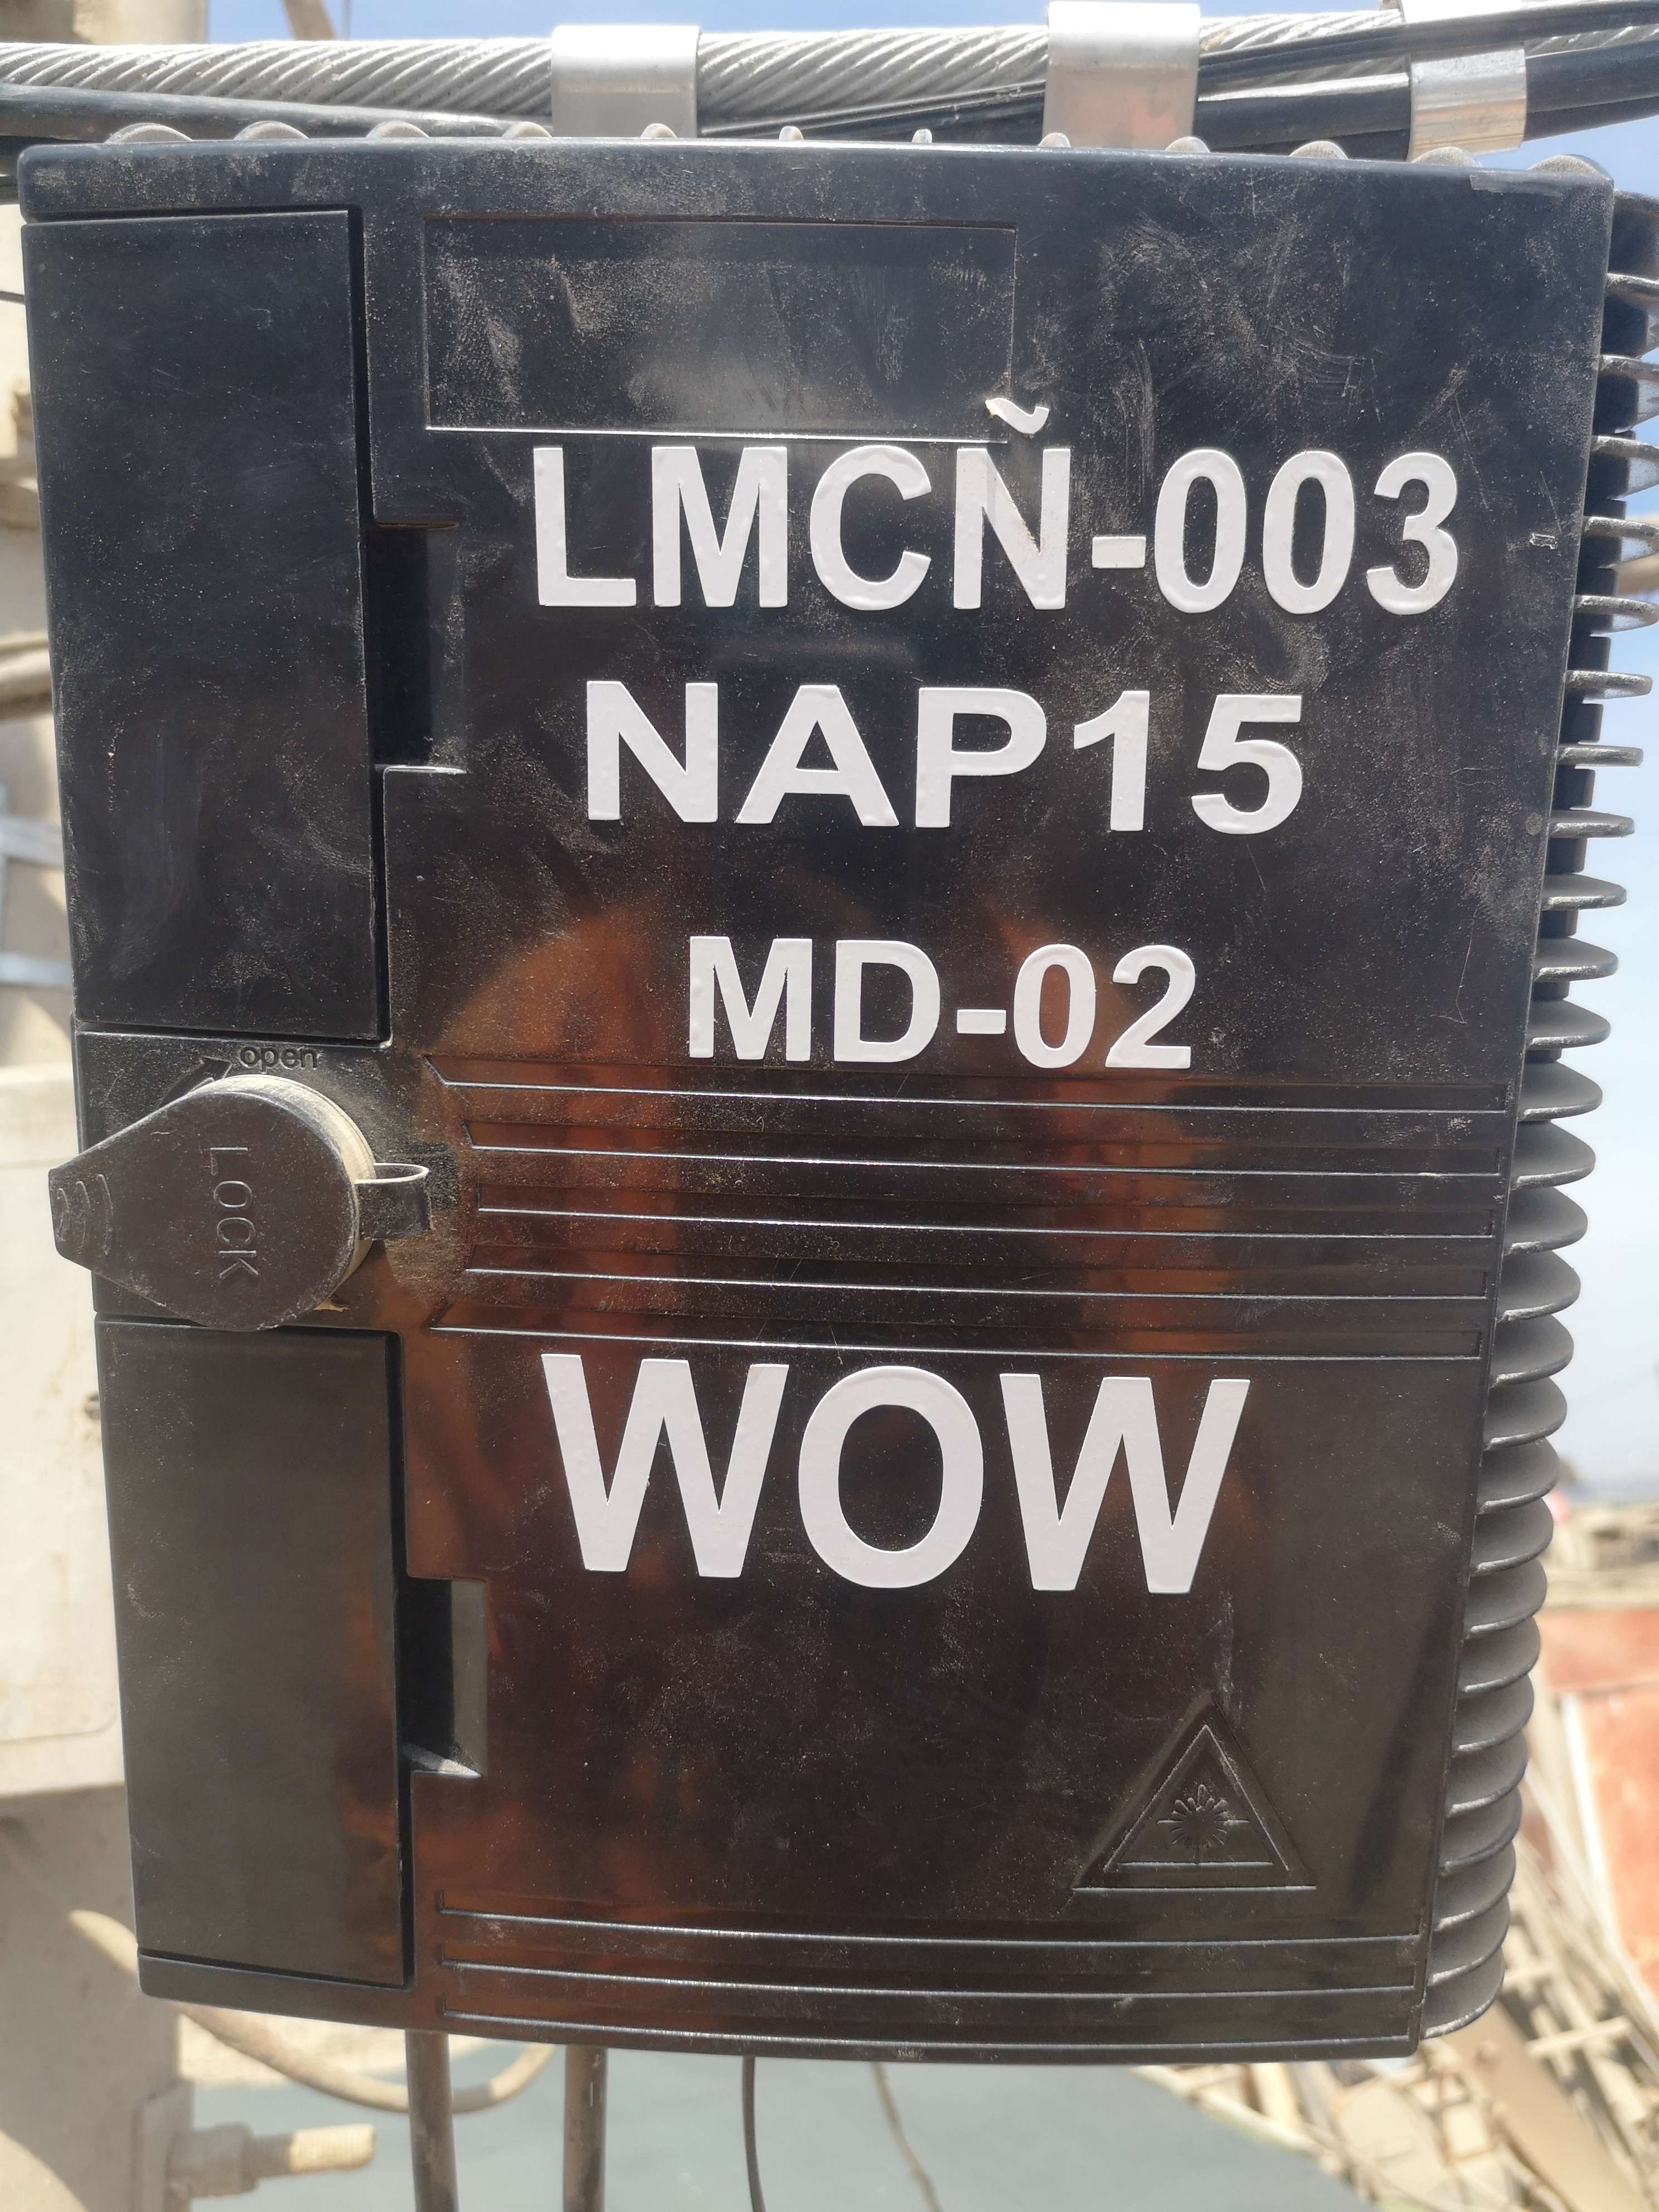 LMCÑ-003
NAP15
MD-02
open
LOCK
WOW